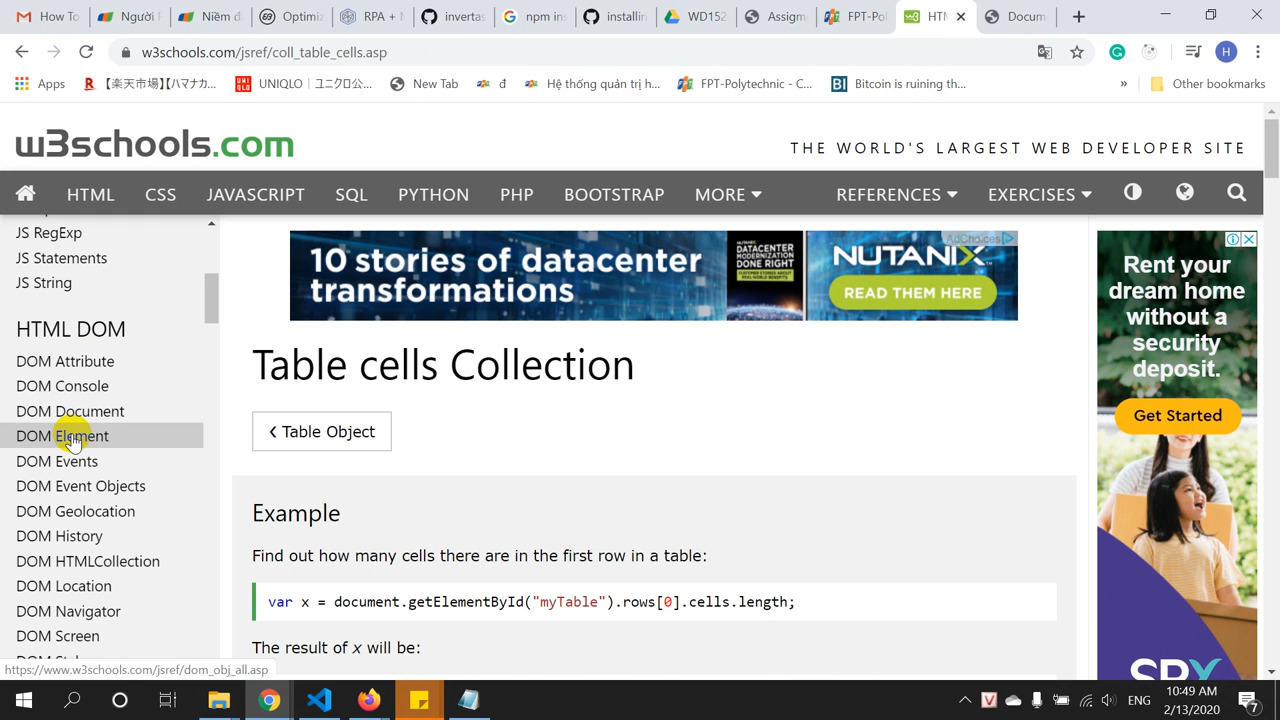 How To
Người
Niềm đ
Optimiz
RPA +
invertas
npm ins
installin
WD152
Assignn
FPT-Pol
HTM
Docum
w3schools.com/jsref/coll_table_cells.asp
H
Apps
【楽天市場】【ハマナカ...
UNIQLO｜ユニクロ公...
New Tab
đ
Hệ thống quản trị h...
FPT-Polytechnic - C...
BI
Bitcoin is ruining th...
»
Other bookmarks
w3schools.com
THE WORLD'S LARGEST WEB DEVELOPER SITE
HTML CSS JAVASCRIPT SQL PYTHON PHP BOOTSTRAP MORE REFERENCES EXERCISES
JS RegExp
JS Statements
JS String
HTML DOM
DOM Attribute
DOM Console
DOM Document
DOM Element
DOM Events
DOM Event Objects
DOM Geolocation
DOM History
DOM HTMLCollection
DOM Location
DOM Navigator
DOM Screen
https://www.w3schools.com/jsref/dom_obj_all.asp
10 stories of datacenter
transformations
DATACENTER
MODERNIZATION
DONE RIGHT
NUTANIX
READ THEM HERE
AdChoices
Table cells Collection
‹ Table Object
Example
Find out how many cells there are in the first row in a table:
var x = document.getElementById("myTable").rows[0].cells.length;
The result of x will be:
Rent your
dream home
without a
security
deposit.
Get Started
ENG
10:49 AM
2/13/2020
7